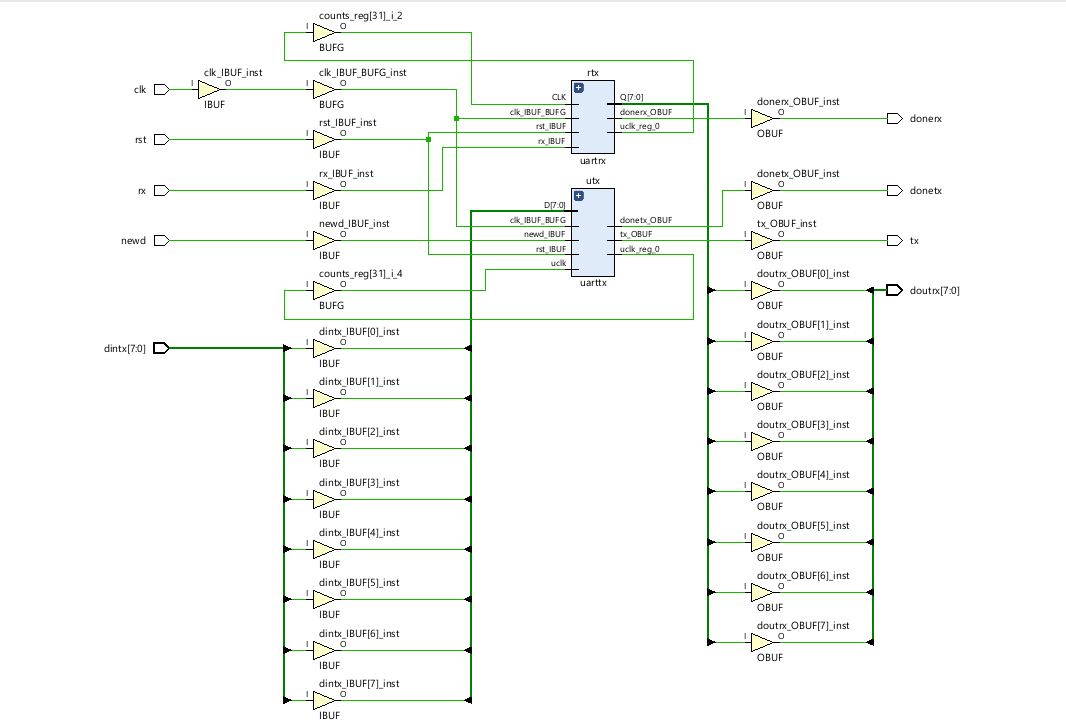 counts_reg[31]_i_2
I
O
BUFG
clk
clk_IBUF_inst
I
O
IBUF
clk_IBUF_BUFG_inst
I
O
BUFG
rst
rst_IBUF_inst
I
O
IBUF
rx
rx_IBUF_inst
I
O
IBUF
newd
newd_IBUF_inst
I
O
IBUF
counts_reg[31]_i_4
I
O
BUFG
dintx[7:0]
dintx_IBUF[0]_inst
I
O
IBUF
dintx_IBUF[1]_inst
I
O
IBUF
dintx_IBUF[2]_inst
I
O
IBUF
dintx_IBUF[3]_inst
I
O
IBUF
dintx_IBUF[4]_inst
I
O
IBUF
dintx_IBUF[5]_inst
I
O
IBUF
dintx_IBUF[6]_inst
I
O
IBUF
dintx_IBUF[7]_inst
I
O
IBUF
rtx
CLK
clk_IBUF_BUFG
rst_IBUF
rx_IBUF
Q[7:0]
donerx_OBUF
uclk_reg_0
uartrx
utx
D[7:0]
clk_IBUF_BUFG
newd_IBUF
rst_IBUF
uclk
donetx_OBUF
tx_OBUF
uclk_reg_0
uarttx
donerx_OBUF_inst
I
O
OBUF
donerx
donetx_OBUF_inst
I
O
OBUF
donetx
tx_OBUF_inst
I
O
OBUF
tx
doutrx_OBUF[0]_inst
I
O
OBUF
doutrx[7:0]
doutrx_OBUF[1]_inst
I
O
OBUF
doutrx_OBUF[2]_inst
I
O
OBUF
doutrx_OBUF[3]_inst
I
O
OBUF
doutrx_OBUF[4]_inst
I
O
OBUF
doutrx_OBUF[5]_inst
I
O
OBUF
doutrx_OBUF[6]_inst
I
O
OBUF
doutrx_OBUF[7]_inst
I
O
OBUF